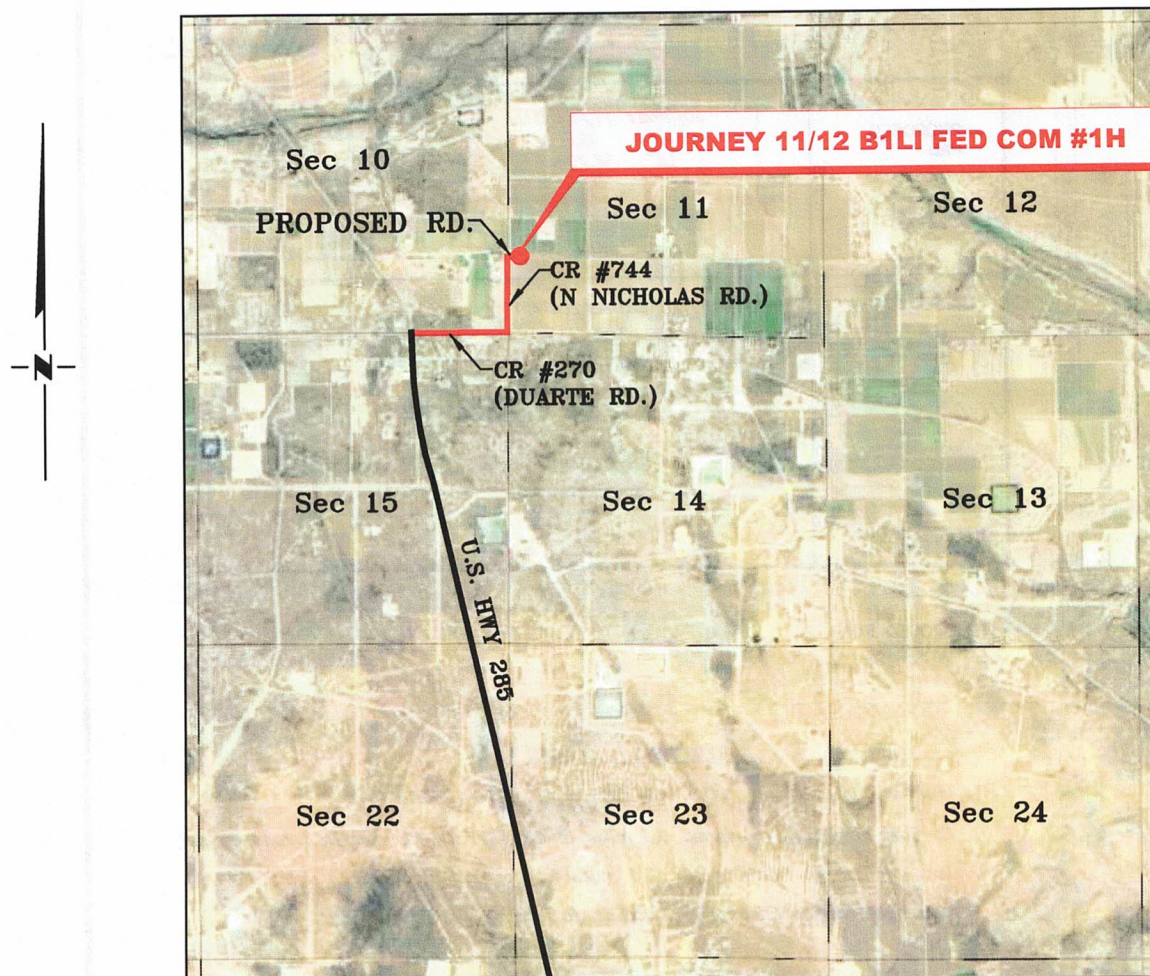 JOURNEY 11/12 B1LI FED COM #1H
Sec 10
Sec 11
Sec 12
PROPOSED RD.
CR #744
(N NICHOLAS RD.)
CR #270
(DUARTE RD.)
Sec 15
Sec 14
Sec 13
U.S. HWY 285
Sec 22
Sec 23
Sec 24
N